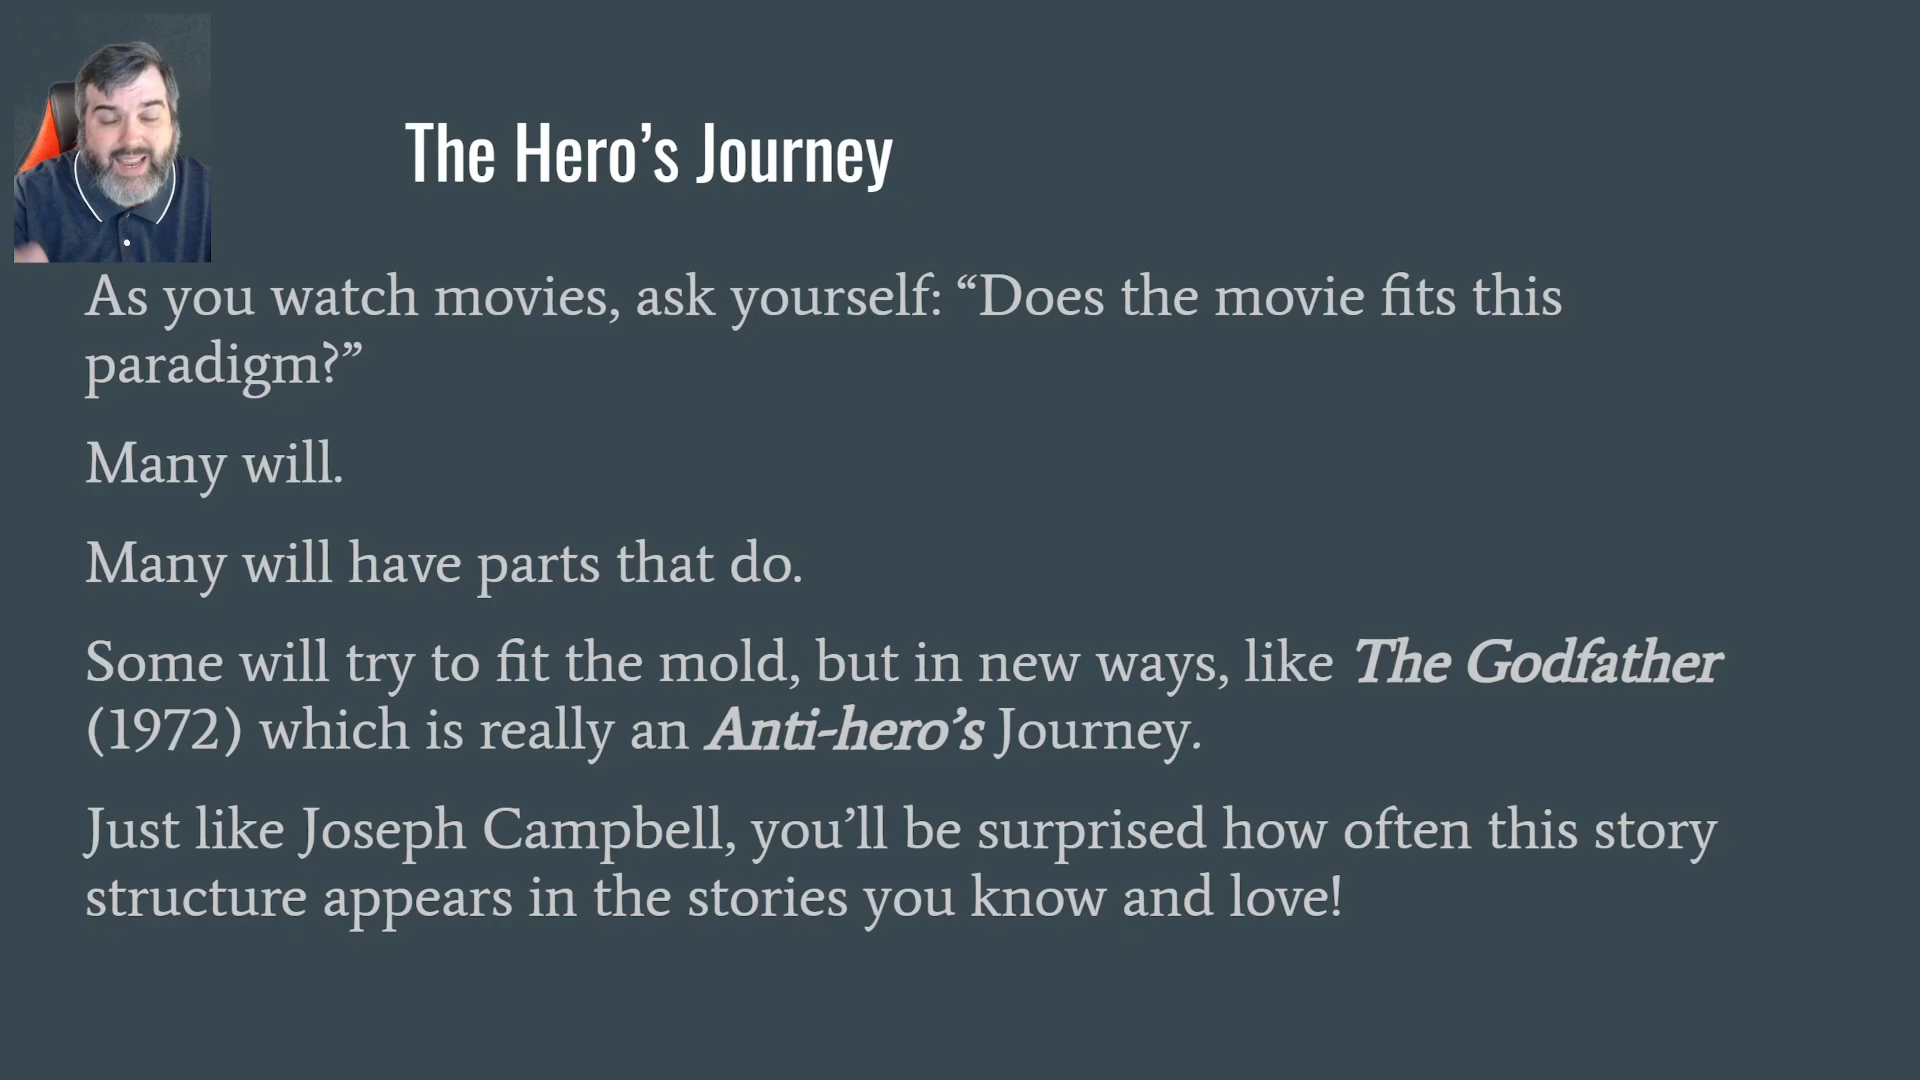 The Hero’s Journey
As you watch movies, ask yourself: “Does the movie fits this
paradigm?”
Many will.
Many will have parts that do.
Some will try to fit the mold, but in new ways, like The Godfather
(1972) which is really an Anti-hero’s Journey.
Just like Joseph Campbell, you’ll be surprised how often this story
structure appears in the stories you know and love!